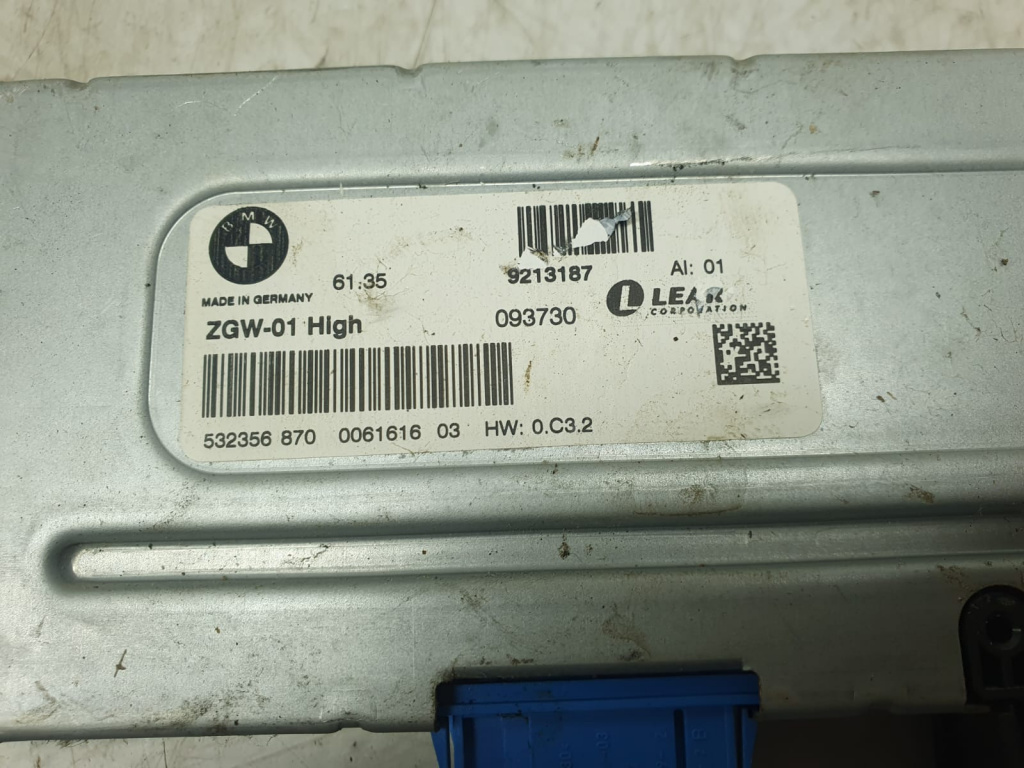 BMW
MADE IN GERMANY
61.35
9213187
AI: 01
ZGW-01 High
093730
LEAR
CORPORATION
532356 870 0061616 03 HW: 0.C3.2